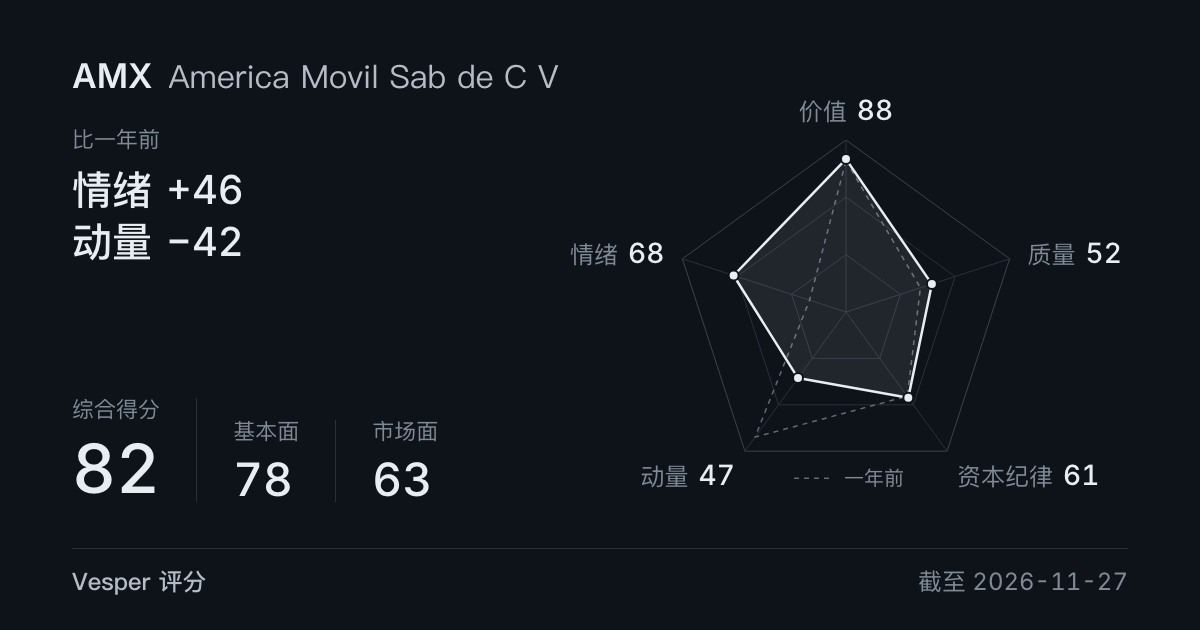 AMX America Movil Sab de C V
比一年前
情绪 +46
动量 −42
价值 88
情绪 68
质量 52
动量 47
一年前
资本纪律 61
综合得分
82
基本面
78
市场面
63
Vesper 评分
截至 2026-11-27